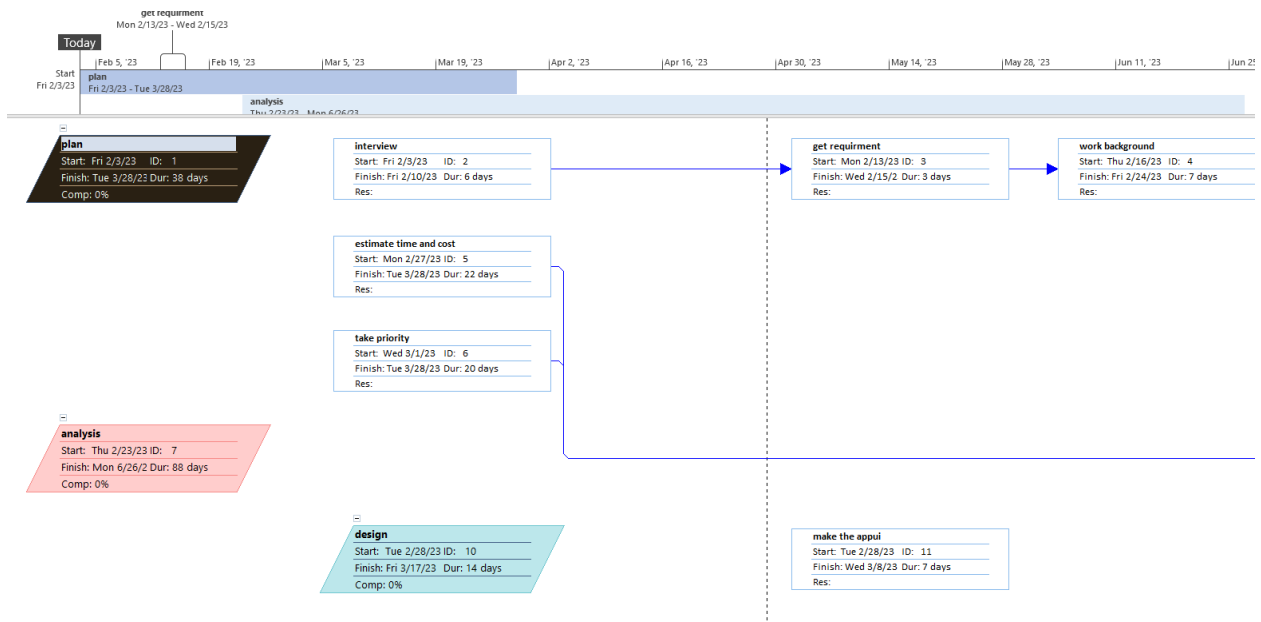 get requirment
Mon 2/13/23 - Wed 2/15/23
Today
Feb 5, '23
Feb 19, '23
Mar 5, '23
Mar 19, '23
Apr 2, '23
Apr 16, '23
Apr 30, '23
May 14, '23
May 28, '23
Jun 11, '23
Jun 25
Start
Fri 2/3/23
plan
Fri 2/3/23 - Tue 3/28/23
analysis
Thu 2/23/23 - Mon 6/26/23
plan
Start: Fri 2/3/23 ID: 1
Finish: Tue 3/28/23 Dur: 38 days
Comp: 0%
interview
Start: Fri 2/3/23 ID: 2
Finish: Fri 2/10/23 Dur: 6 days
Res:
get requirment
Start: Mon 2/13/23 ID: 3
Finish: Wed 2/15/2 Dur: 3 days
Res:
work background
Start: Thu 2/16/23 ID: 4
Finish: Fri 2/24/23 Dur: 7 days
Res:
estimate time and cost
Start: Mon 2/27/23 ID: 5
Finish: Tue 3/28/23 Dur: 22 days
Res:
take priority
Start: Wed 3/1/23 ID: 6
Finish: Tue 3/28/23 Dur: 20 days
Res:
analysis
Start: Thu 2/23/23 ID: 7
Finish: Mon 6/26/2 Dur: 88 days
Comp: 0%
design
Start: Tue 2/28/23 ID: 10
Finish: Fri 3/17/23 Dur: 14 days
Comp: 0%
make the appui
Start: Tue 2/28/23 ID: 11
Finish: Wed 3/8/23 Dur: 7 days
Res: